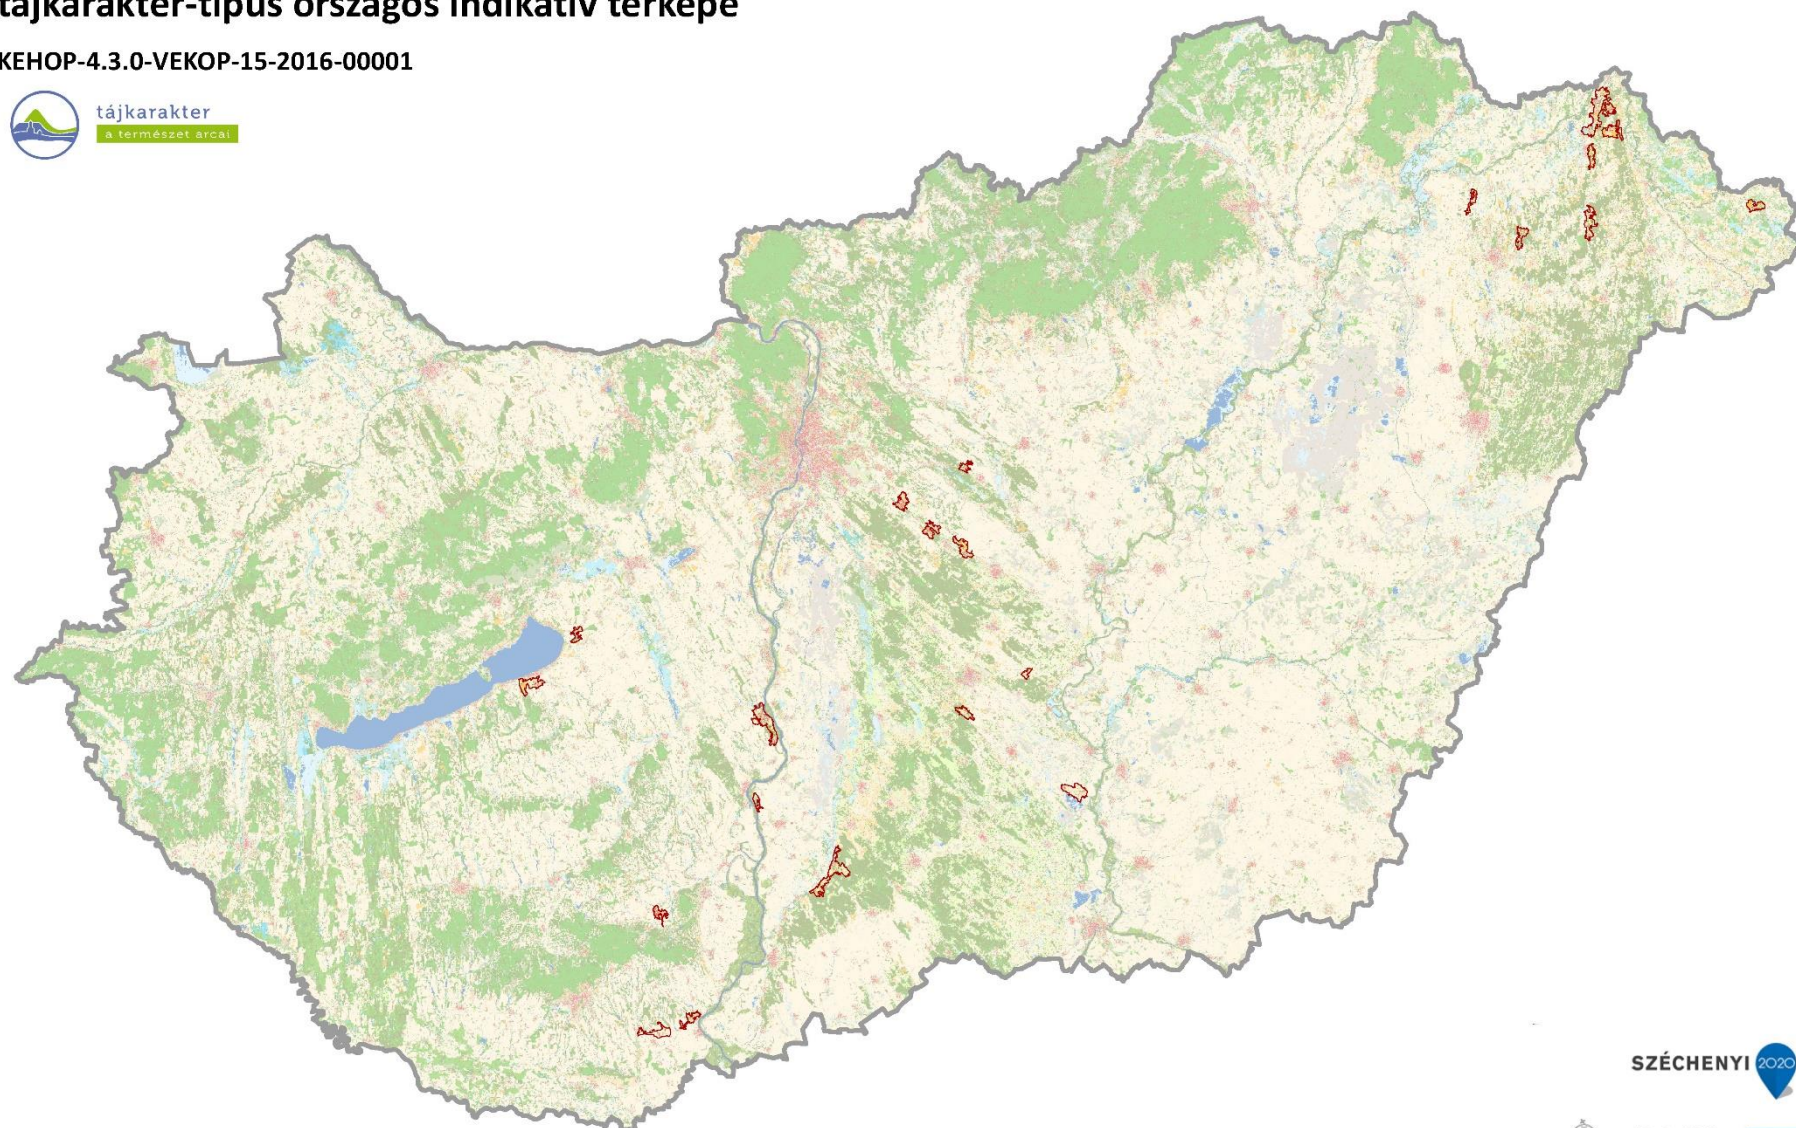 tájkarakter-típus országos indikatív térképe
KEHOP-4.3.0-VEKOP-15-2016-00001
tájkarakter
a természet arcai
SZÉCHENYI 2020